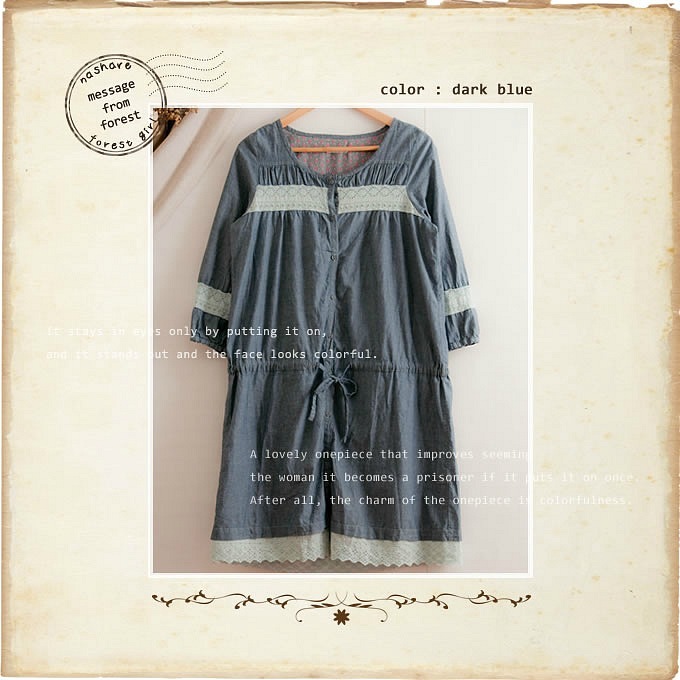 nashare
message
from
forest
forest girl
color : dark blue
It stays in eyes only by putting it on,
and it stands out and the face looks colorful.
A lovely onepiece that improves seeming
the woman it becomes a prisoner if it puts it on once.
After all, the charm of the onepiece is colorfulness.